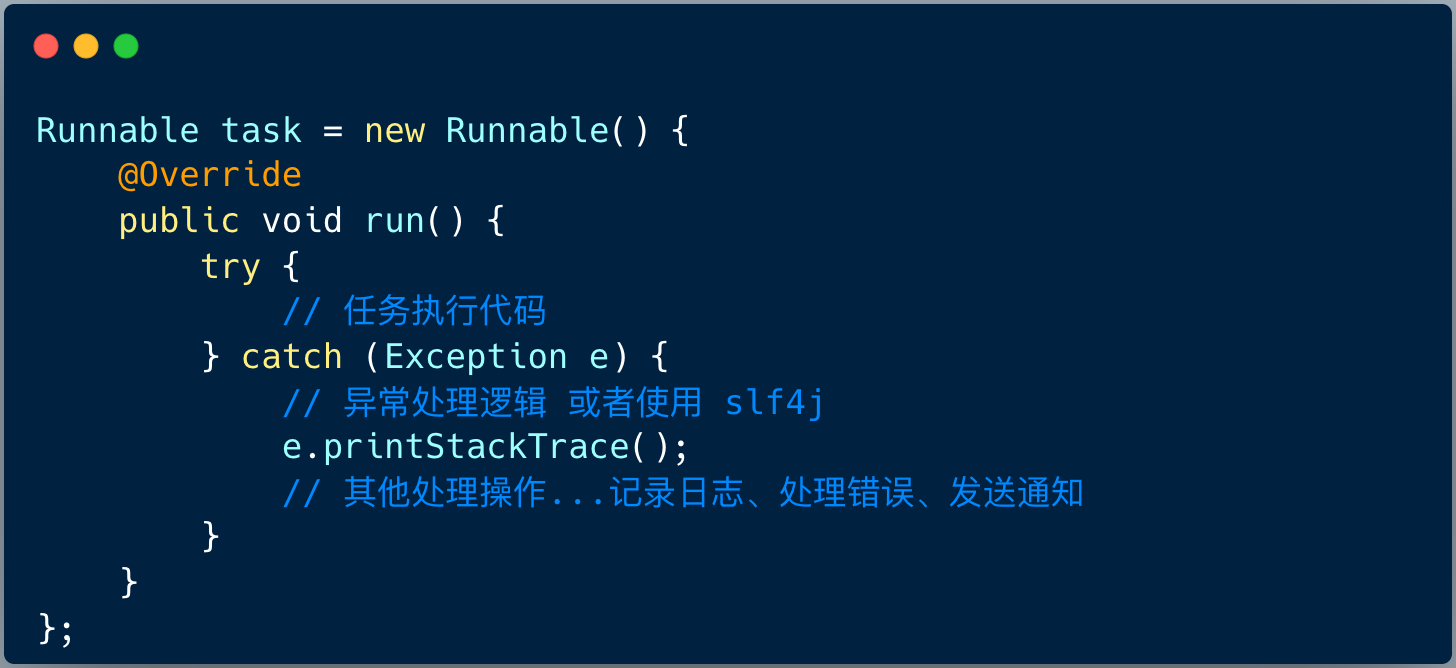 Runnable task = new Runnable() {
    @Override
    public void run() {
        try {
            // 任务执行代码
        } catch (Exception e) {
            // 异常处理逻辑 或者使用 slf4j
            e.printStackTrace();
            // 其他处理操作...记录日志、处理错误、发送通知
        }
    }
};